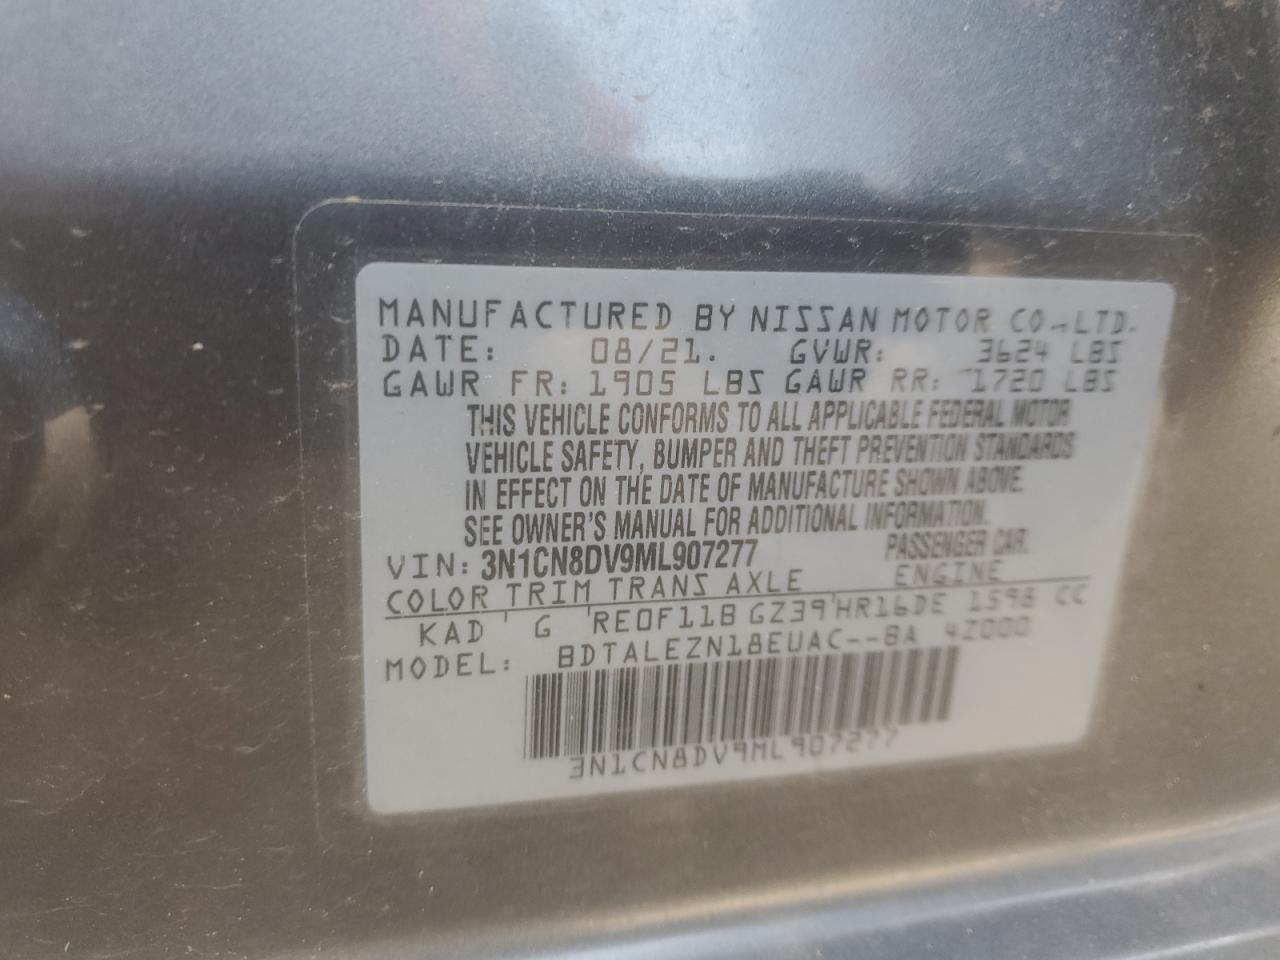 MANUFACTURED BY NISSAN MOTOR CO.,LTD.
DATE: 08/21. GVWR: 3624 LBS
GAWR FR: 1905 LBS GAWR RR: 1720 LBS
THIS VEHICLE CONFORMS TO ALL APPLICABLE FEDERAL MOTOR
VEHICLE SAFETY, BUMPER AND THEFT PREVENTION STANDARDS
IN EFFECT ON THE DATE OF MANUFACTURE SHOWN ABOVE.
SEE OWNER'S MANUAL FOR ADDITIONAL INFORMATION.
VIN: 3N1CN8DV9ML907277 PASSENGER CAR.
COLOR TRIM TRANS AXLE ENGINE
KAD ' G 'RE0F11B GZ39'HR16DE 1598 CC
MODEL: BDTALEZN18EUAC--BA 42000
3N1CN8DV9ML907277